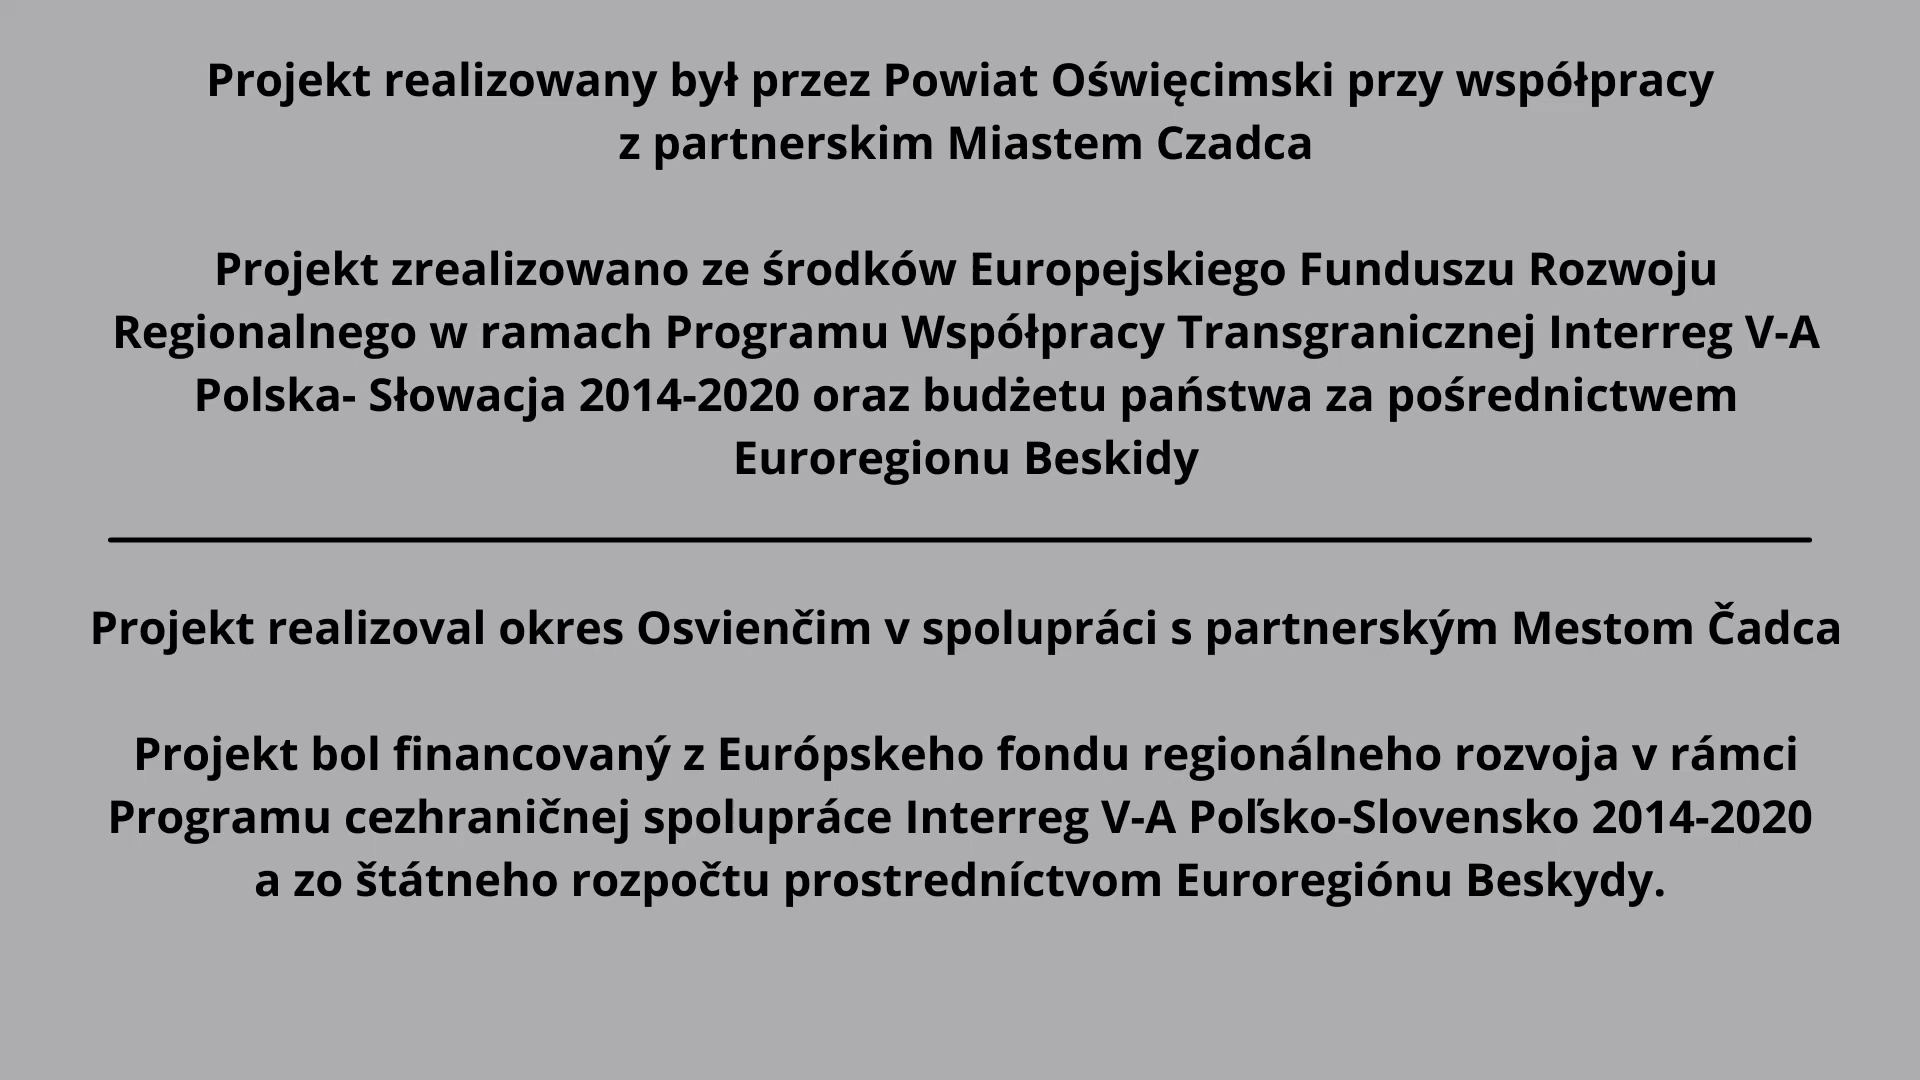 Projekt realizowany był przez Powiat Oświęcimski przy współpracy
z partnerskim Miastem Czadca
Projekt zrealizowano ze środków Europejskiego Funduszu Rozwoju
Regionalnego w ramach Programu Współpracy Transgranicznej Interreg V-A
Polska- Słowacja 2014-2020 oraz budżetu państwa za pośrednictwem
Euroregionu Beskidy
Projekt realizoval okres Osvienčim v spolupráci s partnerským Mestom Čadca
Projekt bol financovaný z Európskeho fondu regionálneho rozvoja v rámci
Programu cezhraničnej spolupráce Interreg V-A Poľsko-Slovensko 2014-2020
a zo štátneho rozpočtu prostredníctvom Euroregiónu Beskydy.